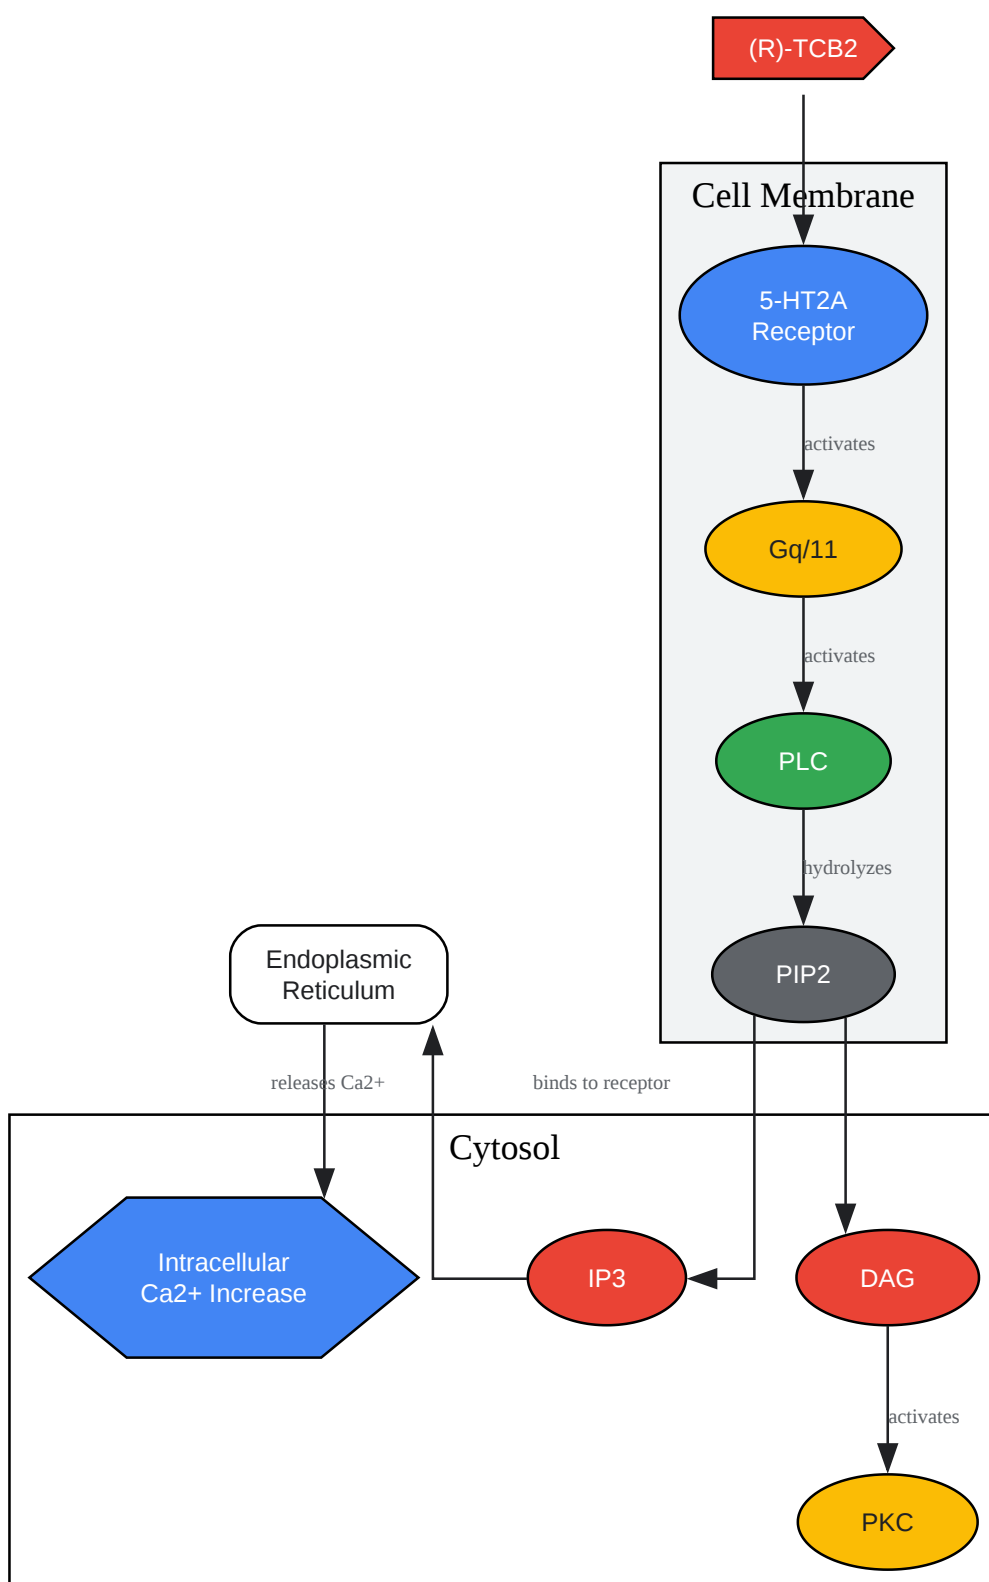 (R)-TCB2
Cell Membrane
5-HT2A
Receptor
activates
Gq/11
activates
PLC
hydrolyzes
PIP2
Endoplasmic
Reticulum
releases Ca2+
binds to receptor
Cytosol
Intracellular
Ca2+ Increase
IP3
DAG
activates
PKC